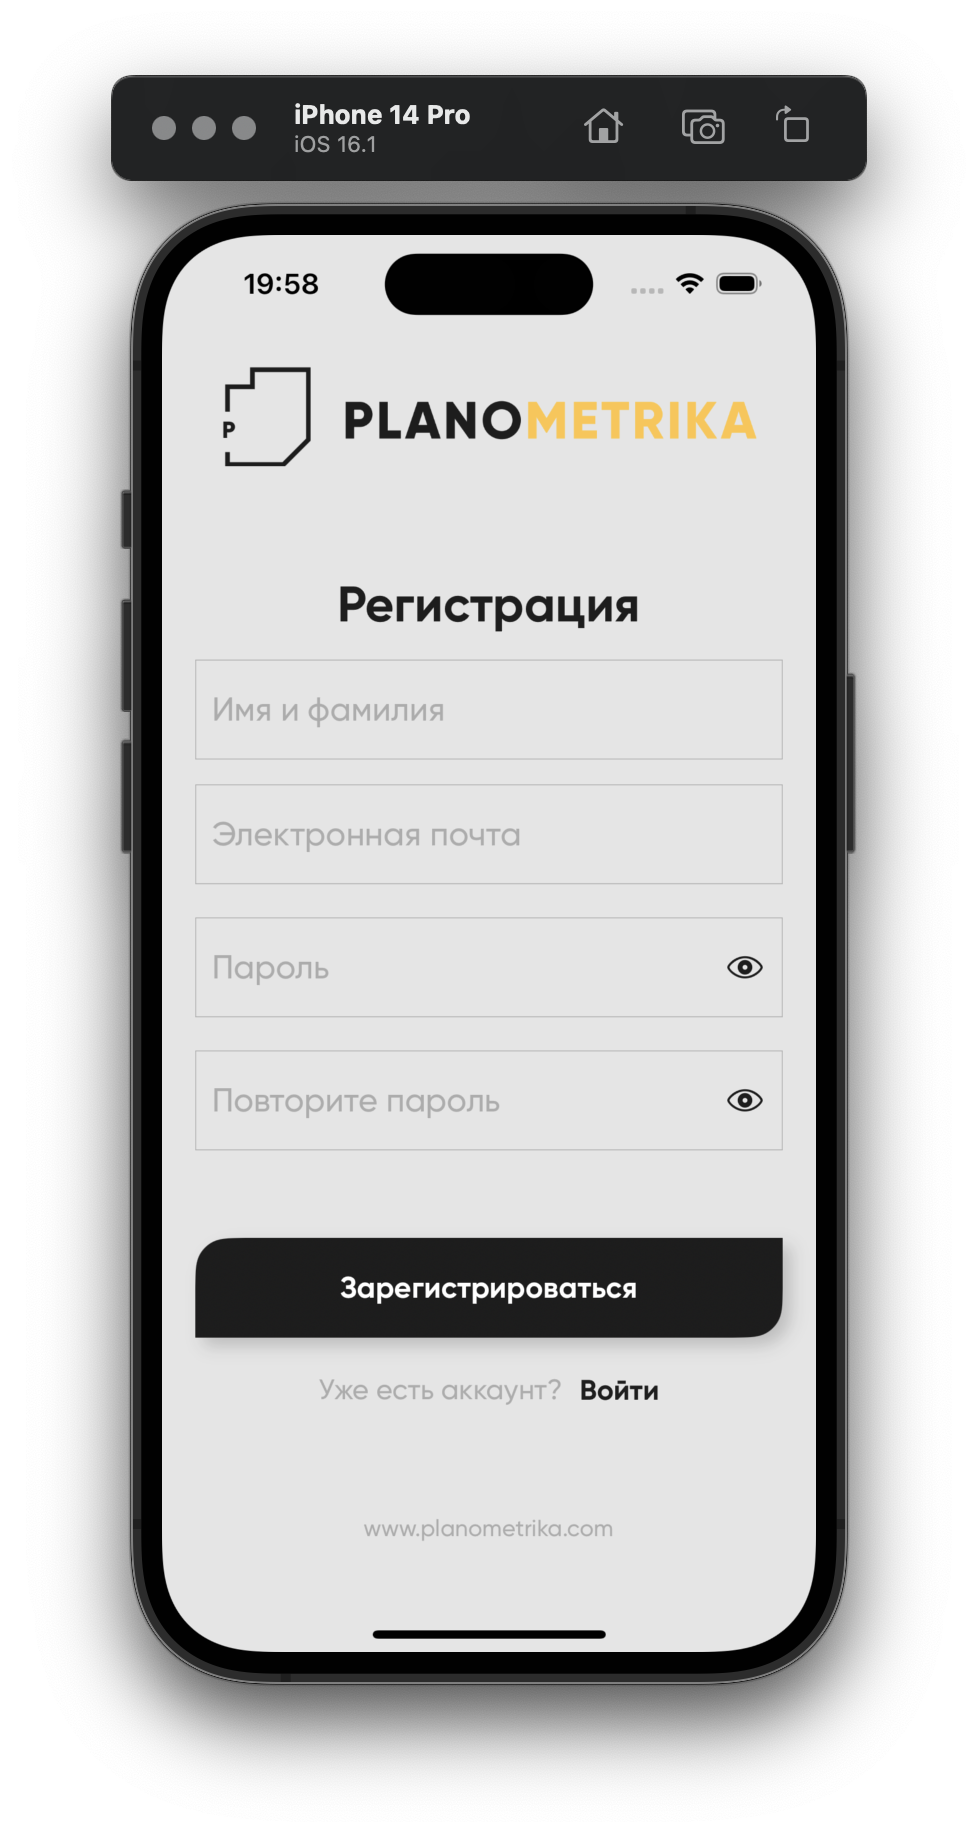 iPhone 14 Pro
iOS 16.1
19:58
P
PLANOMETRIKA
Регистрация
Имя и фамилия
Электронная почта
Пароль
Повторите пароль
Зарегистрироваться
Уже есть аккаунт? Войти
www.planometrika.com